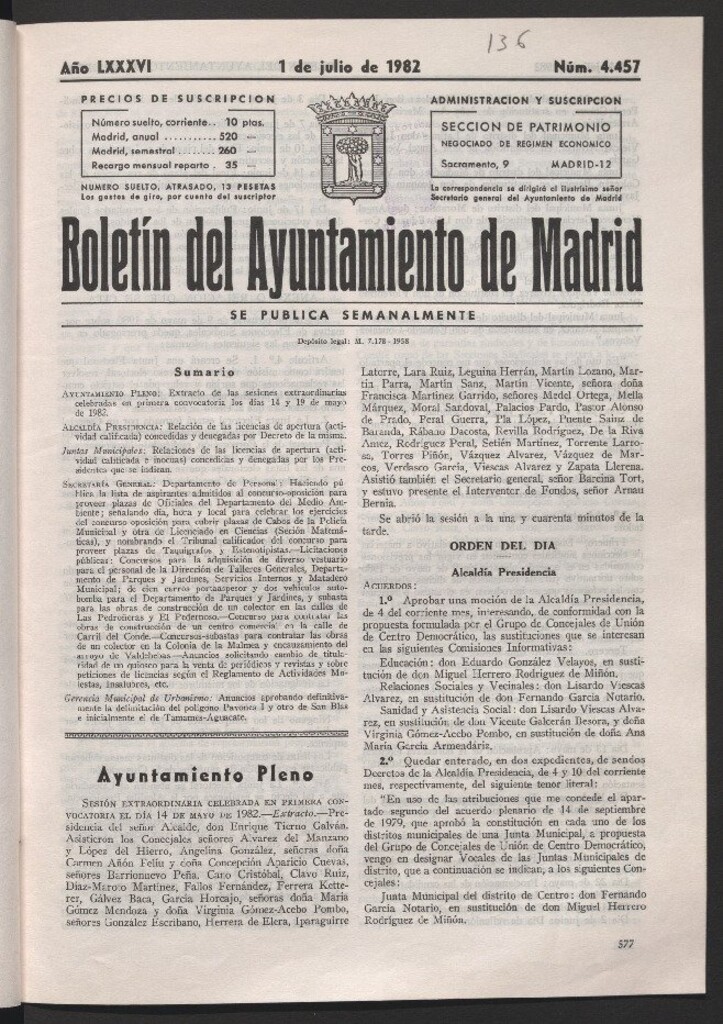 136
Año LXXXVI 1 de julio de 1982 Núm. 4.457
PRECIOS DE SUSCRIPCION
Número suelto, corriente.. 10 ptas.
Madrid, anual ........... 520 —
Madrid, semestral ........ 260 —
Recargo mensual reparto . 35 —
NUMERO SUELTO, ATRASADO, 13 PESETAS
Los gastos de giro, por cuenta del suscriptor
ADMINISTRACION Y SUSCRIPCION
SECCION DE PATRIMONIO
NEGOCIADO DE REGIMEN ECONOMICO
Sacramento, 9 MADRID-12
La correspondencia se dirigirá al ilustrísimo señor
Secretario general del Ayuntamiento de Madrid
Boletín del Ayuntamiento de Madrid
SE PUBLICA SEMANALMENTE
Depósito legal: M. 7.178 - 1958
Sumario
AYUNTAMIENTO PLENO: Extracto de las sesiones extraordinarias
celebradas en primera convocatoria los días 14 y 19 de mayo
de 1982.
ALCALDÍA PRESIDENCIA: Relación de las licencias de apertura (acti-
vidad calificada) concedidas y denegadas por Decreto de la misma.
Juntas Municipales: Relaciones de las licencias de apertura (acti-
vidad calificada e inocuas) concedidas y denegadas por los Pre-
sidentes que se indican.
SECRETARÍA GENERAL: Departamento de Personal: Haciendo pú-
blica la lista de aspirantes admitidos al concurso-oposición para
proveer plazas de Oficiales del Departamento del Medio Am-
biente; señalando día, hora y local para celebrar los ejercicios
del concurso oposición para cubrir plazas de Cabos de la Policía
Municipal y otra de Licenciado en Ciencias (Sección Matemá-
ticas), y nombrando el Tribunal calificador del concurso para
proveer plazas de Taquígrafos y Estenotipistas.—Licitaciones
públicas: Concursos para la adquisición de diverso vestuario
para el personal de la Dirección de Talleres Generales, Departa-
mento de Parques y Jardines, Servicios Internos y Matadero
Municipal; de cien carros portaaspersor y dos vehículos auto-
bomba para el Departamento de Parques y Jardines, y subasta
para las obras de construcción de un colector en las calles de
Las Pedroñeras y El Pedernoso.—Concurso para contratar las
obras de construcción de un centro comercial en la calle de
Carril del Conde.—Concursos-subastas para contratar las obras
de un colector en la Colonia de la Malmea y encauzamiento del
arroyo de Valdebebas.—Anuncios solicitando cambio de titula-
ridad de un quiosco para la venta de periódicos y revistas y sobre
peticiones de licencias según el Reglamento de Actividades Mo-
lestas, Insalubres, etc.
Gerencia Municipal de Urbanismo: Anuncios aprobando definitiva-
mente la delimitación del polígono Pavones I y otro de San Blas
e inicialmente el de Tamames-Aguacate.
Ayuntamiento Pleno
SESIÓN EXTRAORDINARIA CELEBRADA EN PRIMERA CON-
VOCATORIA EL DÍA 14 DE MAYO DE 1982.—Extracto.—Pre-
sidencia del señor Alcalde, don Enrique Tierno Galván.
Asistieron los Concejales señores Alvarez del Manzano
y López del Hierro, Angelina González, señoras doña
Carmen Añón Feliu y doña Concepción Aparicio Cuevas,
señores Barrionuevo Peña, Cano Cristóbal, Clavo Ruiz,
Díaz-Maroto Martínez, Fallos Fernández, Ferrera Kette-
rer, Gálvez Baca, García Horcajo, señoras doña María
Gómez Mendoza y doña Virginia Gómez-Acebo Pombo,
señores González Escribano, Herrera de Elera, Iparaguirre
Latorre, Lara Ruiz, Leguina Herrán, Martín Lozano, Mar-
tín Parra, Martín Sanz, Martín Vicente, señora doña
Francisca Martínez Garrido, señores Medel Ortega, Mella
Márquez, Moral Sandoval, Palacios Pardo, Pastor Alonso
de Prado, Peral Guerra, Pla López, Puente Sainz de
Baranda, Rábano Dacosta, Revilla Rodríguez, De la Riva
Amez, Rodríguez Peral, Setién Martínez, Torrente Larro-
sa, Torres Piñón, Vázquez Alvarez, Vázquez de Mar-
cos, Verdasco García, Viescas Alvarez y Zapata Llerena.
Asistió también el Secretario general, señor Barcina Tort,
y estuvo presente el Interventor de Fondos, señor Arnau
Bernia.
Se abrió la sesión a la una y cuarenta minutos de la
tarde.
ORDEN DEL DIA
Alcaldía Presidencia
ACUERDOS:
1.º Aprobar una moción de la Alcaldía Presidencia,
de 4 del corriente mes, interesando, de conformidad con la
propuesta formulada por el Grupo de Concejales de Unión
de Centro Democrático, las sustituciones que se interesan
en las siguientes Comisiones Informativas:
Educación: don Eduardo González Velayos, en susti-
tución de don Miguel Herrero Rodríguez de Miñón.
Relaciones Sociales y Vecinales: don Lisardo Viescas
Alvarez, en sustitución de don Fernando García Notario.
Sanidad y Asistencia Social: don Lisardo Viescas Alva-
rez, en sustitución de don Vicente Galcerán Besora, y doña
Virginia Gómez-Acebo Pombo, en sustitución de doña Ana
María García Armendáriz.
2.º Quedar enterado, en dos expedientes, de sendos
Decretos de la Alcaldía Presidencia, de 4 y 10 del corriente
mes, respectivamente, del siguiente tenor literal:
"En uso de las atribuciones que me concede el apar-
tado segundo del acuerdo plenario de 14 de septiembre
de 1979, que aprobó la constitución en cada uno de los
distritos municipales de una Junta Municipal, a propuesta
del Grupo de Concejales de Unión de Centro Democrático,
vengo en designar Vocales de las Juntas Municipales de
distrito, que a continuación se indican, a los siguientes Con-
cejales:
Junta Municipal del distrito de Centro: don Fernando
García Notario, en sustitución de don Miguel Herrero
Rodríguez de Miñón.
577